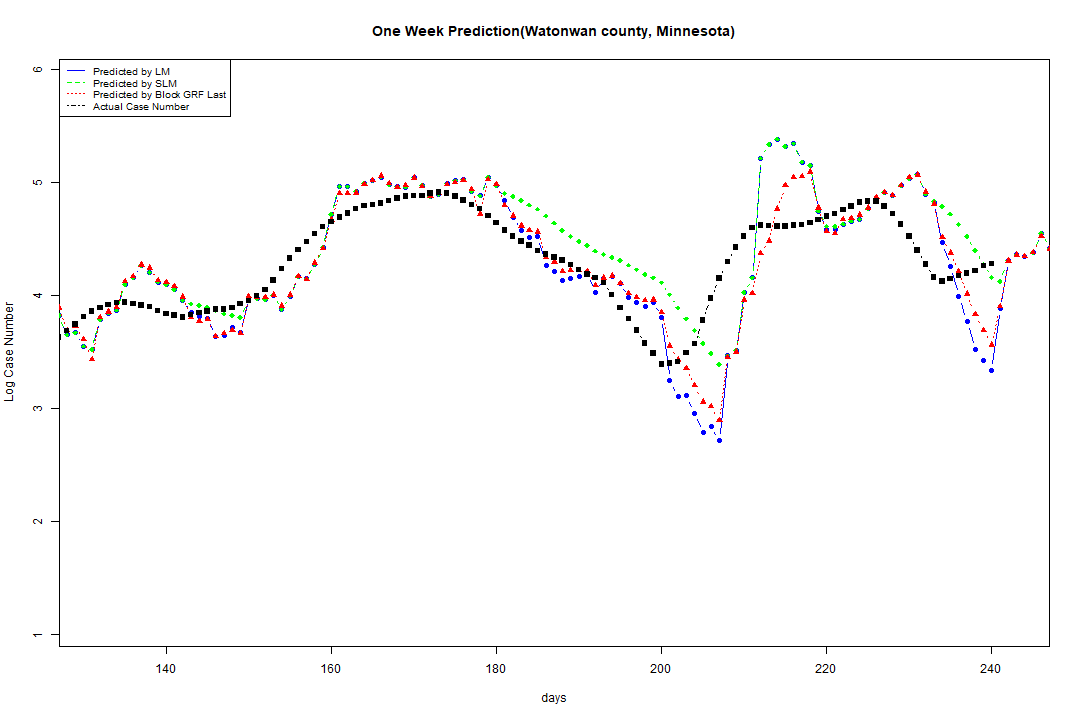 One Week Prediction(Watonwan county, Minnesota)
6
Predicted by LM
Predicted by SLM
Predicted by Block GRF Last
Actual Case Number
5
4
Log Case Number
3
2
1
140
160
180
200
220
240
days